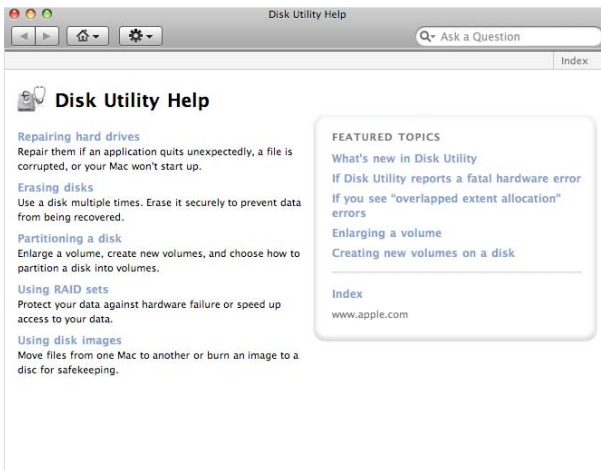 Disk Utility Help
Ask a Question
Index
Disk Utility Help
Repairing hard drives
Repair them if an application quits unexpectedly, a file is
corrupted, or your Mac won't start up.
Erasing disks
Use a disk multiple times. Erase it securely to prevent data
from being recovered.
Partitioning a disk
Enlarge a volume, create new volumes, and choose how to
partition a disk into volumes.
Using RAID sets
Protect your data against hardware failure or speed up
access to your data.
Using disk images
Move files from one Mac to another or burn an image to a
disc for safekeeping.
FEATURED TOPICS
What's new in Disk Utility
If Disk Utility reports a fatal hardware error
If you see "overlapped extent allocation"
errors
Enlarging a volume
Creating new volumes on a disk
Index
www.apple.com